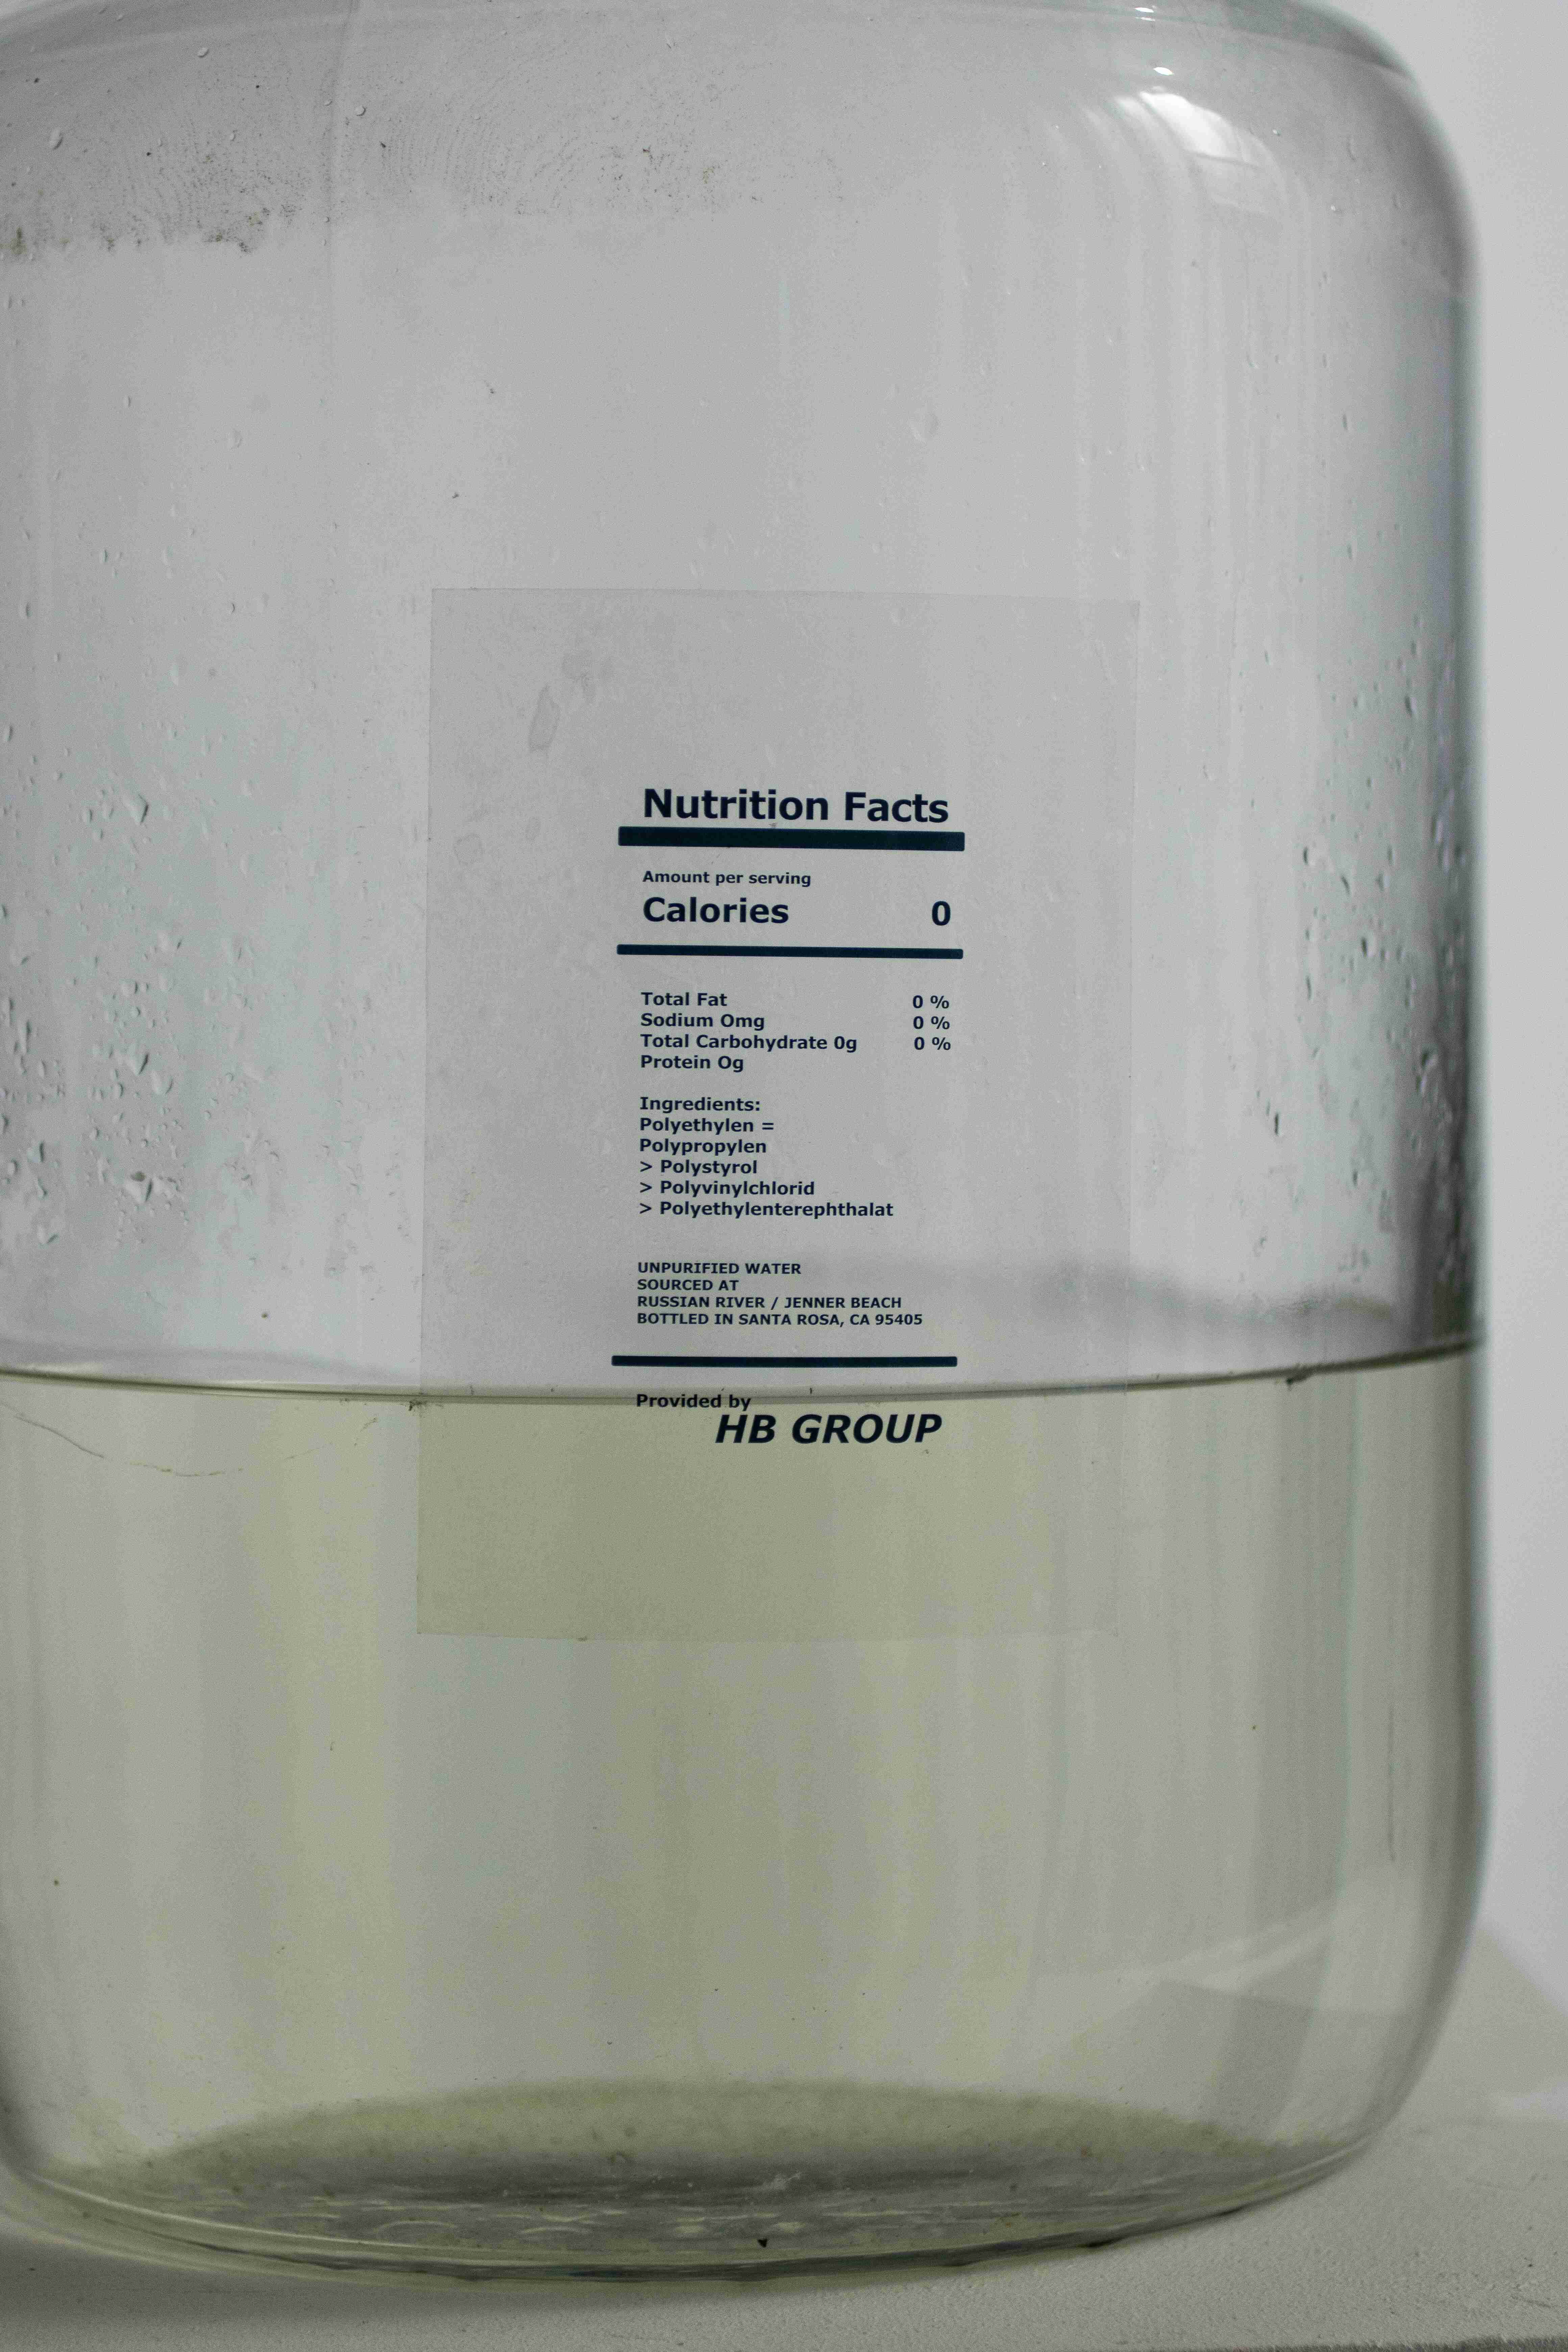 Nutrition Facts
Amount per serving
Calories 0
Total Fat 0 %
Sodium Omg 0 %
Total Carbohydrate 0g 0 %
Protein Og
Ingredients:
Polyethylen =
Polypropylen
> Polystyrol
> Polyvinylchlorid
> Polyethylenterephthalat
UNPURIFIED WATER
SOURCED AT
RUSSIAN RIVER / JENNER BEACH
BOTTLED IN SANTA ROSA, CA 95405
Provided by
HB GROUP